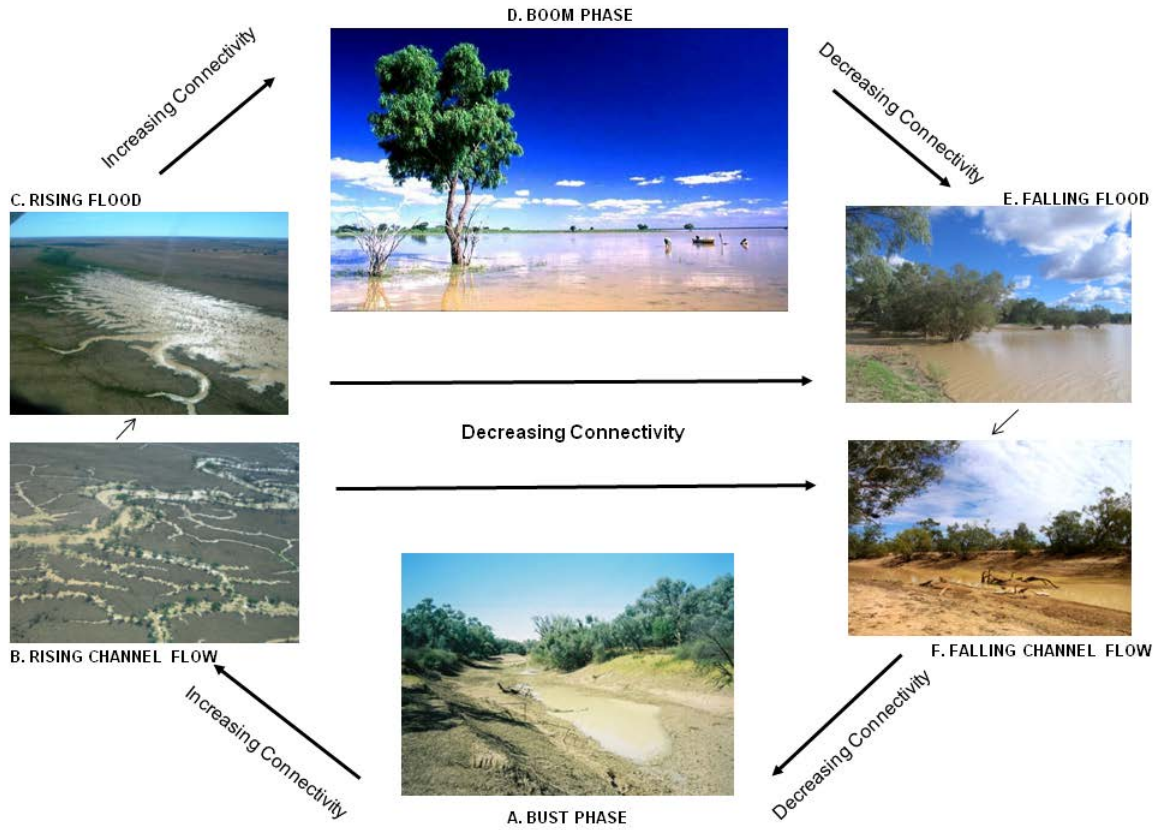 D. BOOM PHASE
Increasing Connectivity
Decreasing Connectivity
C. RISING FLOOD
E. FALLING FLOOD
Decreasing Connectivity
B. RISING CHANNEL FLOW
F. FALLING CHANNEL FLOW
Increasing Connectivity
Decreasing Connectivity
A. BUST PHASE